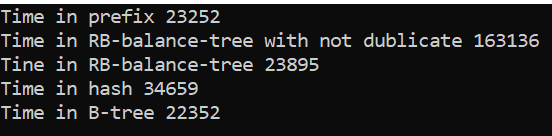 Time in prefix 23252
Time in RB-balance-tree with not dublicate 163136
Tine in RB-balance-tree 23895
Time in hash 34659
Time in B-tree 22352